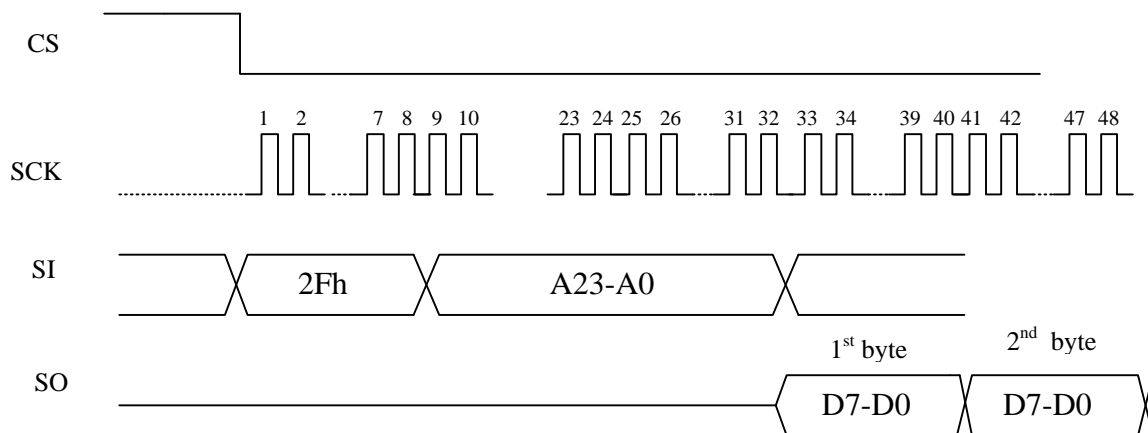 CS
1 2 7 8 9 10 23 24 25 26 31 32 33 34 39 40 41 42 47 48
SCK
SI 2Fh A23-A0
1st byte 2nd byte
SO D7-D0 D7-D0